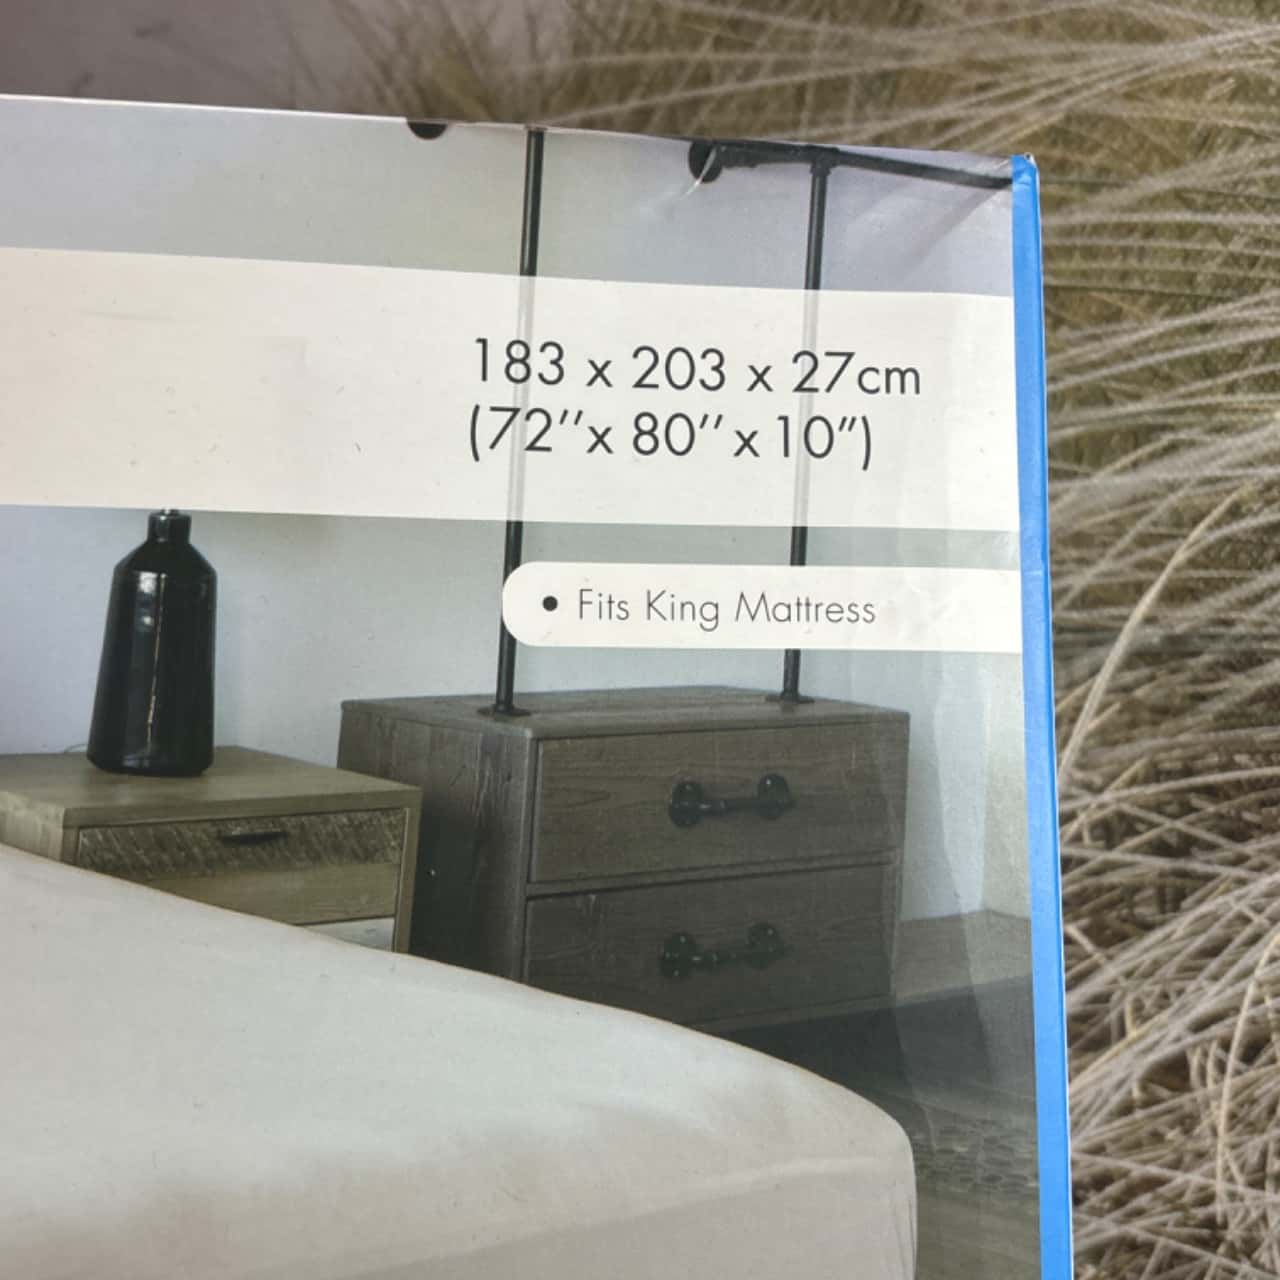 183 x 203 x 27cm
(72’’x 80’’ x 10”)
• Fits King Mattress